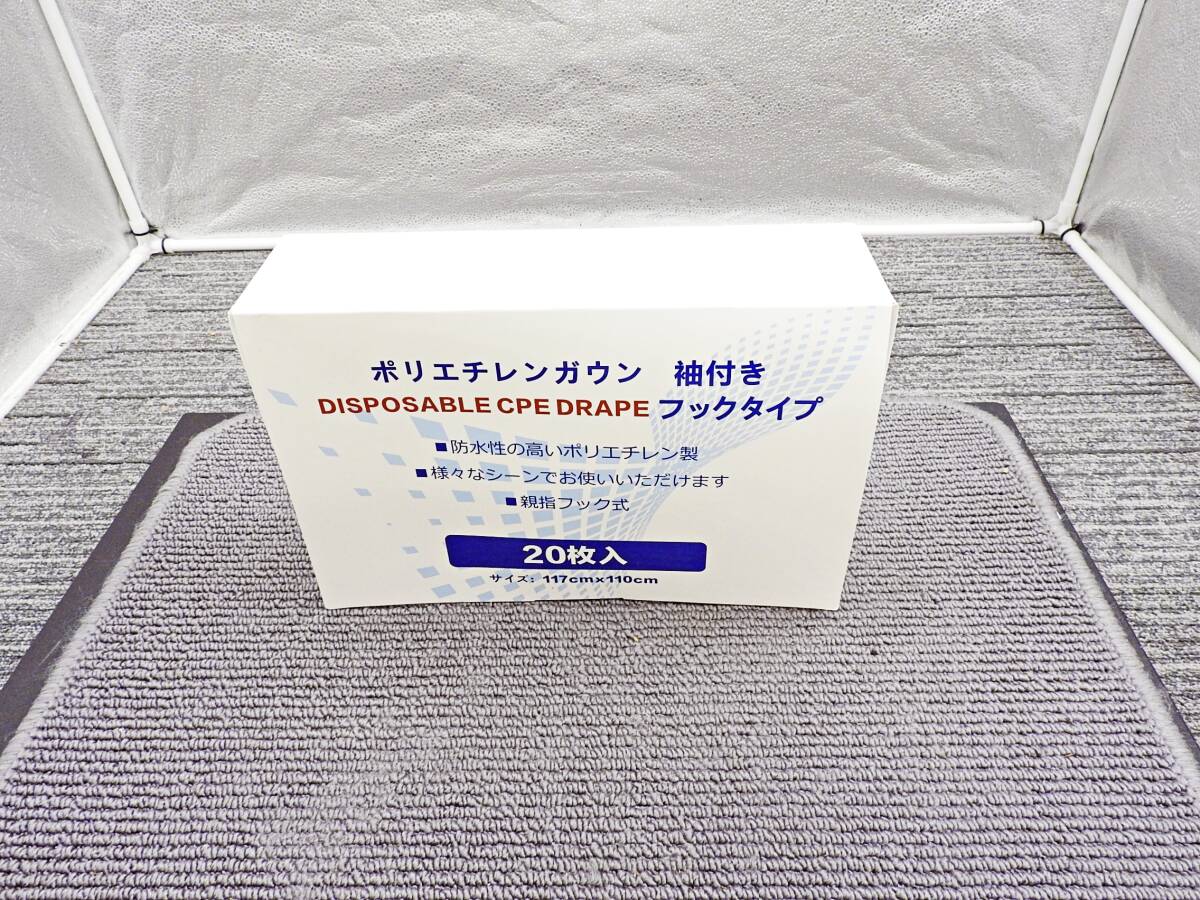 ポリエチレンガウン　袖付き
DISPOSABLE CPE DRAPE フックタイプ
■防水性の高いポリエチレン製
■様々なシーンでお使いいただけます
■親指フック式
20枚入
サイズ：117cmx110cm